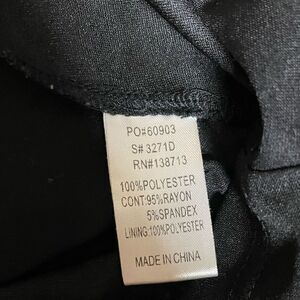 PO#60903
S# 3271D
RN#138713
100%POLYESTER
CONT:95%RAYON
5%SPANDEX
LINING:100%POLYESTER
MADE IN CHINA